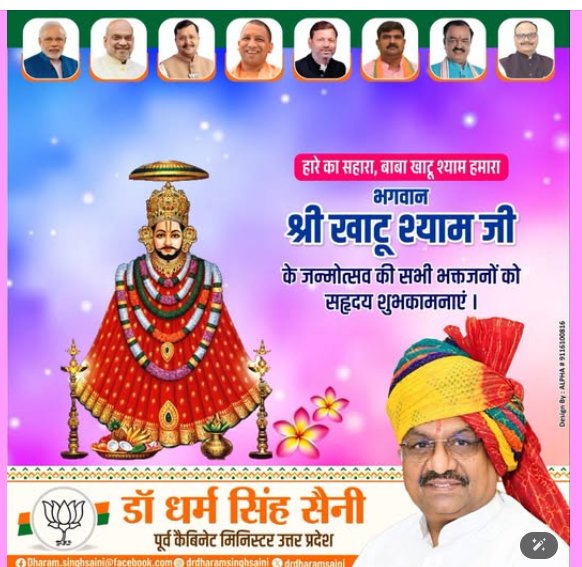 हारे का सहारा, बाबा खाटू श्याम हमारा
भगवान
श्री खाटू श्याम जी
के जन्मोत्सव की सभी भक्तजनों को
सहृदय शुभकामनाएं ।
Design By : ALPHA # 9116100816
डॉ धर्म सिंह सैनी
पूर्व कैबिनेट मिनिस्टर उत्तर प्रदेश
Dharam.singhsaini@facebook.com drdharamsinghsaini drdharamsinghsaini